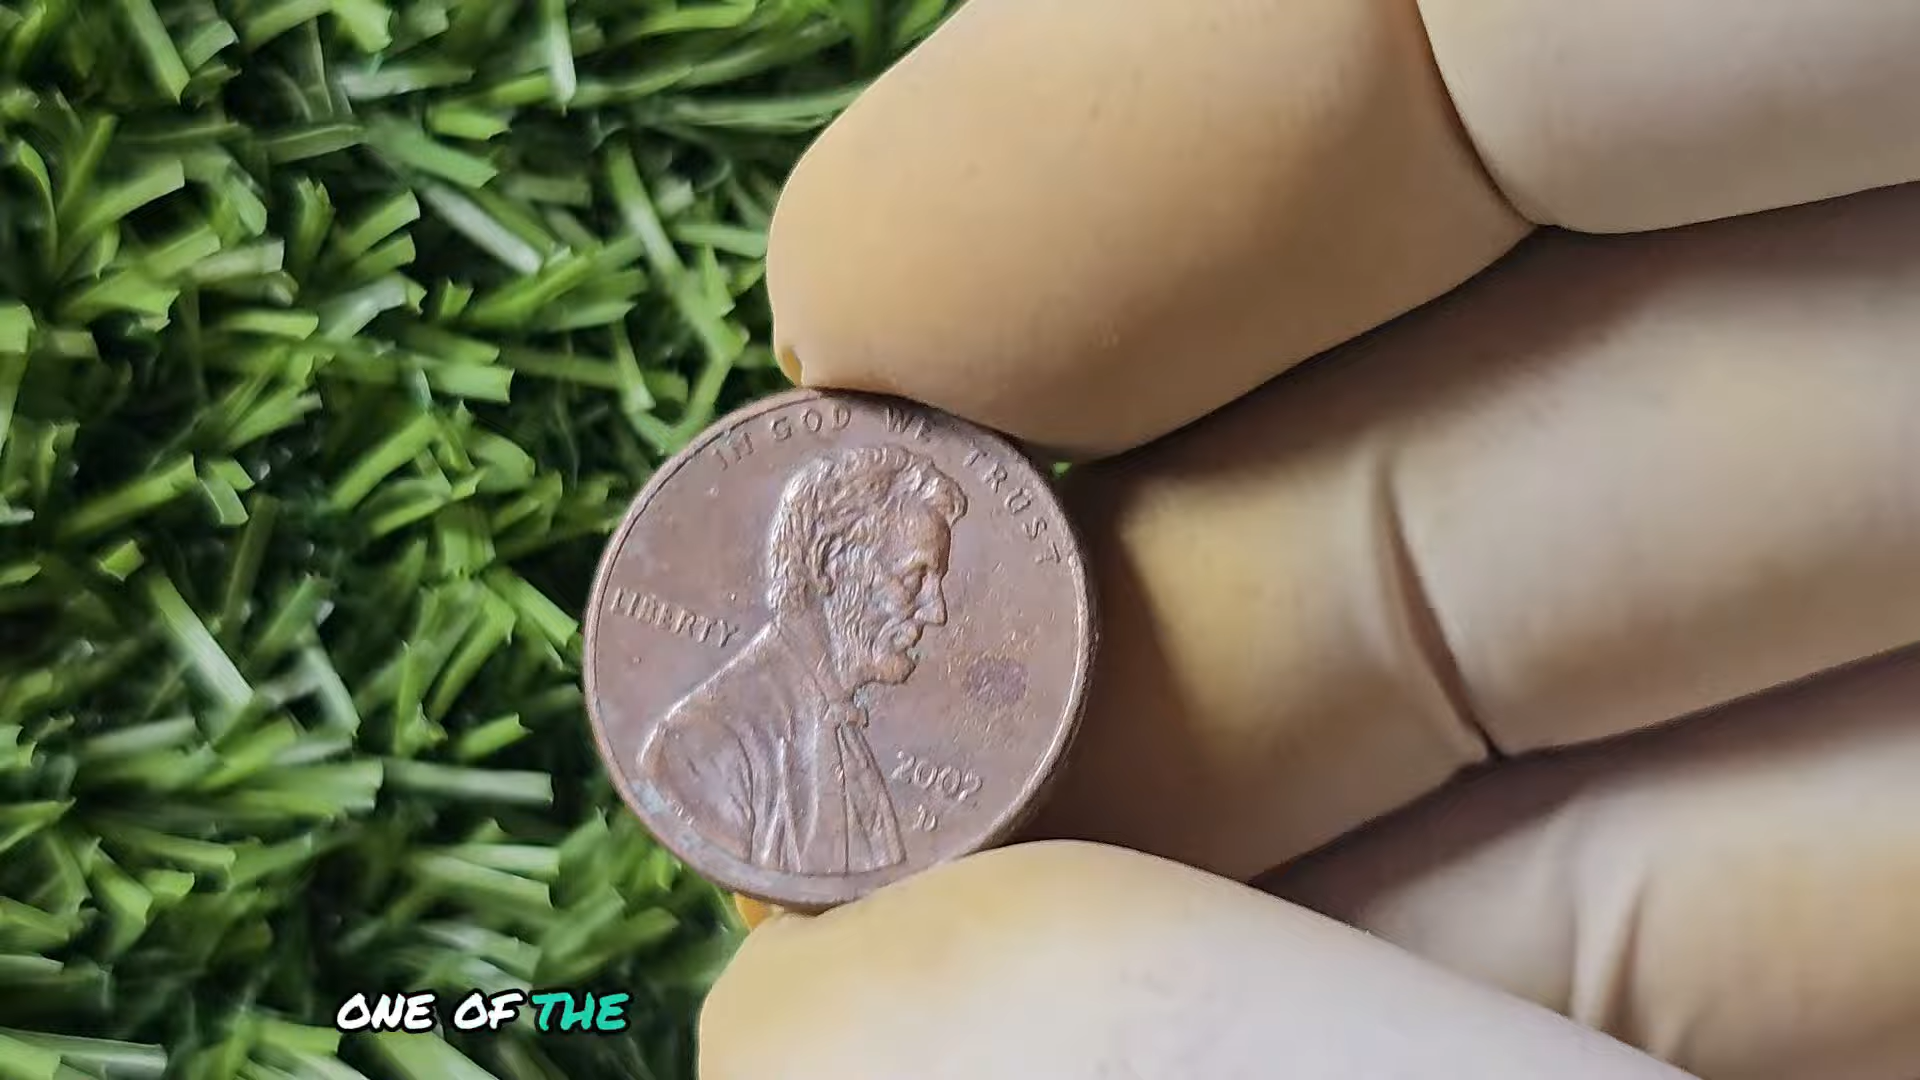 IN GOD WE TRUST
LIBERTY
2002
D
ONE OF THE